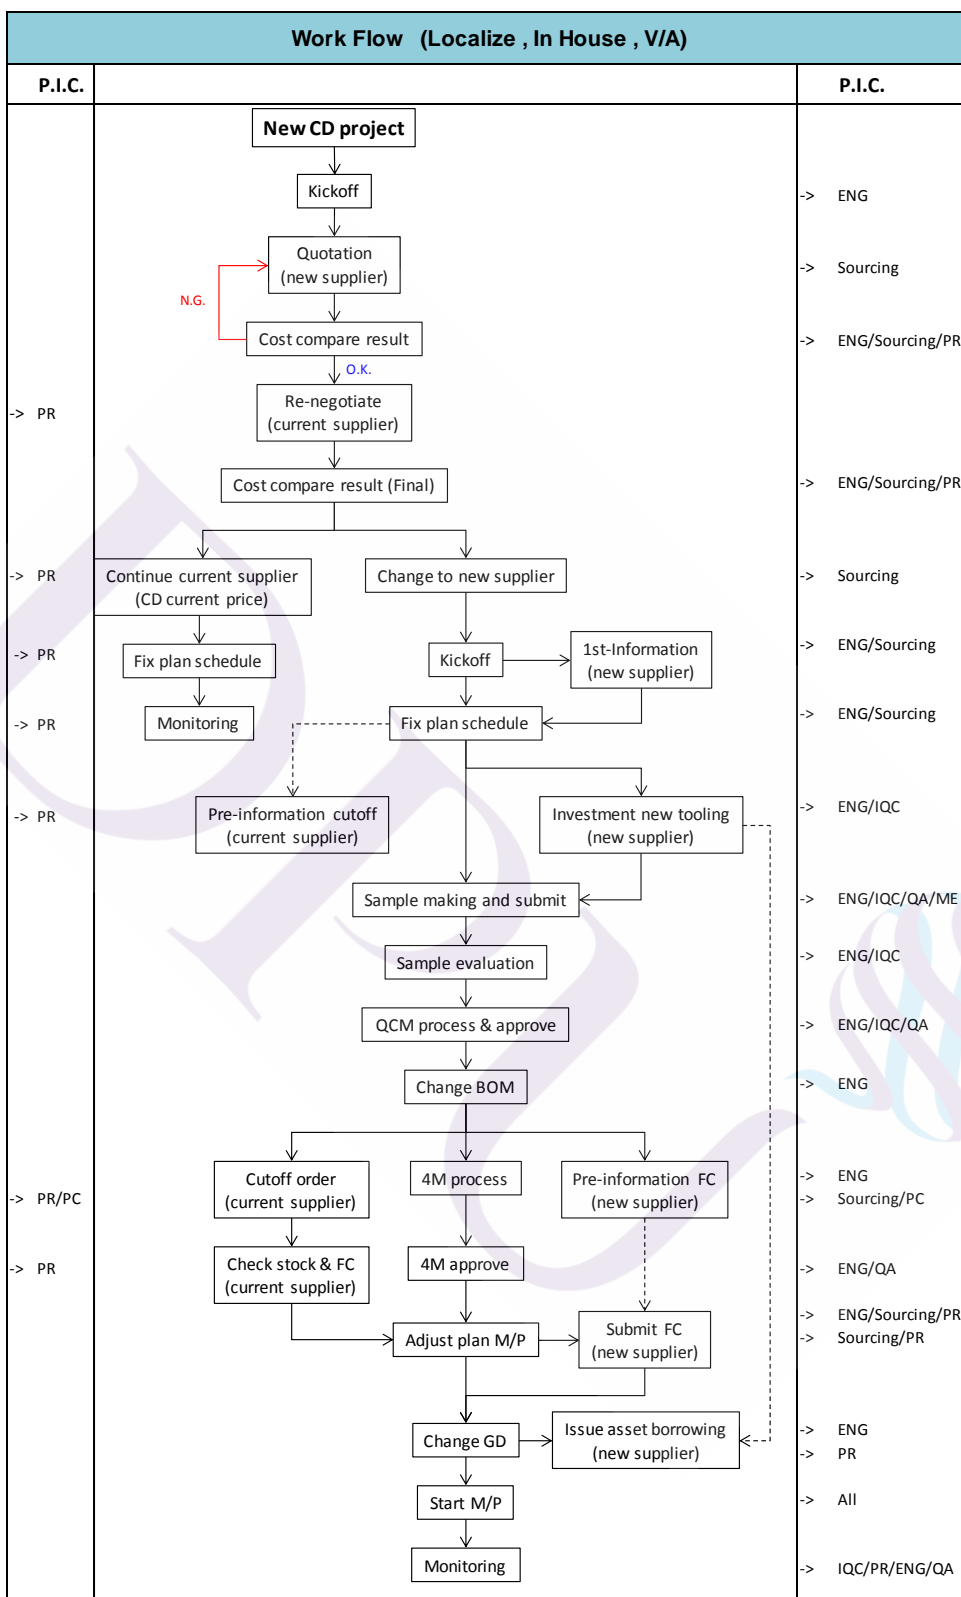 Work Flow (Localize , In House , V/A)
P.I.C. P.I.C.
New CD project
Kickoff -> ENG
Quotation
(new supplier) -> Sourcing
N.G.
Cost compare result -> ENG/Sourcing/PR
O.K.
Re-negotiate
(current supplier)
-> PR
Cost compare result (Final) -> ENG/Sourcing/PR
-> PR Continue current supplier
(CD current price)
Change to new supplier -> Sourcing
-> PR Fix plan schedule
Kickoff
1st-Information
(new supplier)
-> ENG/Sourcing
-> PR Monitoring
Fix plan schedule -> ENG/Sourcing
-> PR Pre-information cutoff
(current supplier)
Investment new tooling
(new supplier)
-> ENG/IQC
Sample making and submit -> ENG/IQC/QA/ME
Sample evaluation -> ENG/IQC
QCM process & approve -> ENG/IQC/QA
Change BOM -> ENG
-> PR/PC Cutoff order
(current supplier)
4M process
Pre-information FC
(new supplier)
-> ENG
-> Sourcing/PC
-> PR Check stock & FC
(current supplier)
4M approve -> ENG/QA
Adjust plan M/P
Submit FC
(new supplier)
-> ENG/Sourcing/PR
-> Sourcing/PR
Change GD
Issue asset borrowing
(new supplier)
-> ENG
-> PR
Start M/P -> All
Monitoring -> IQC/PR/ENG/QA
DPU